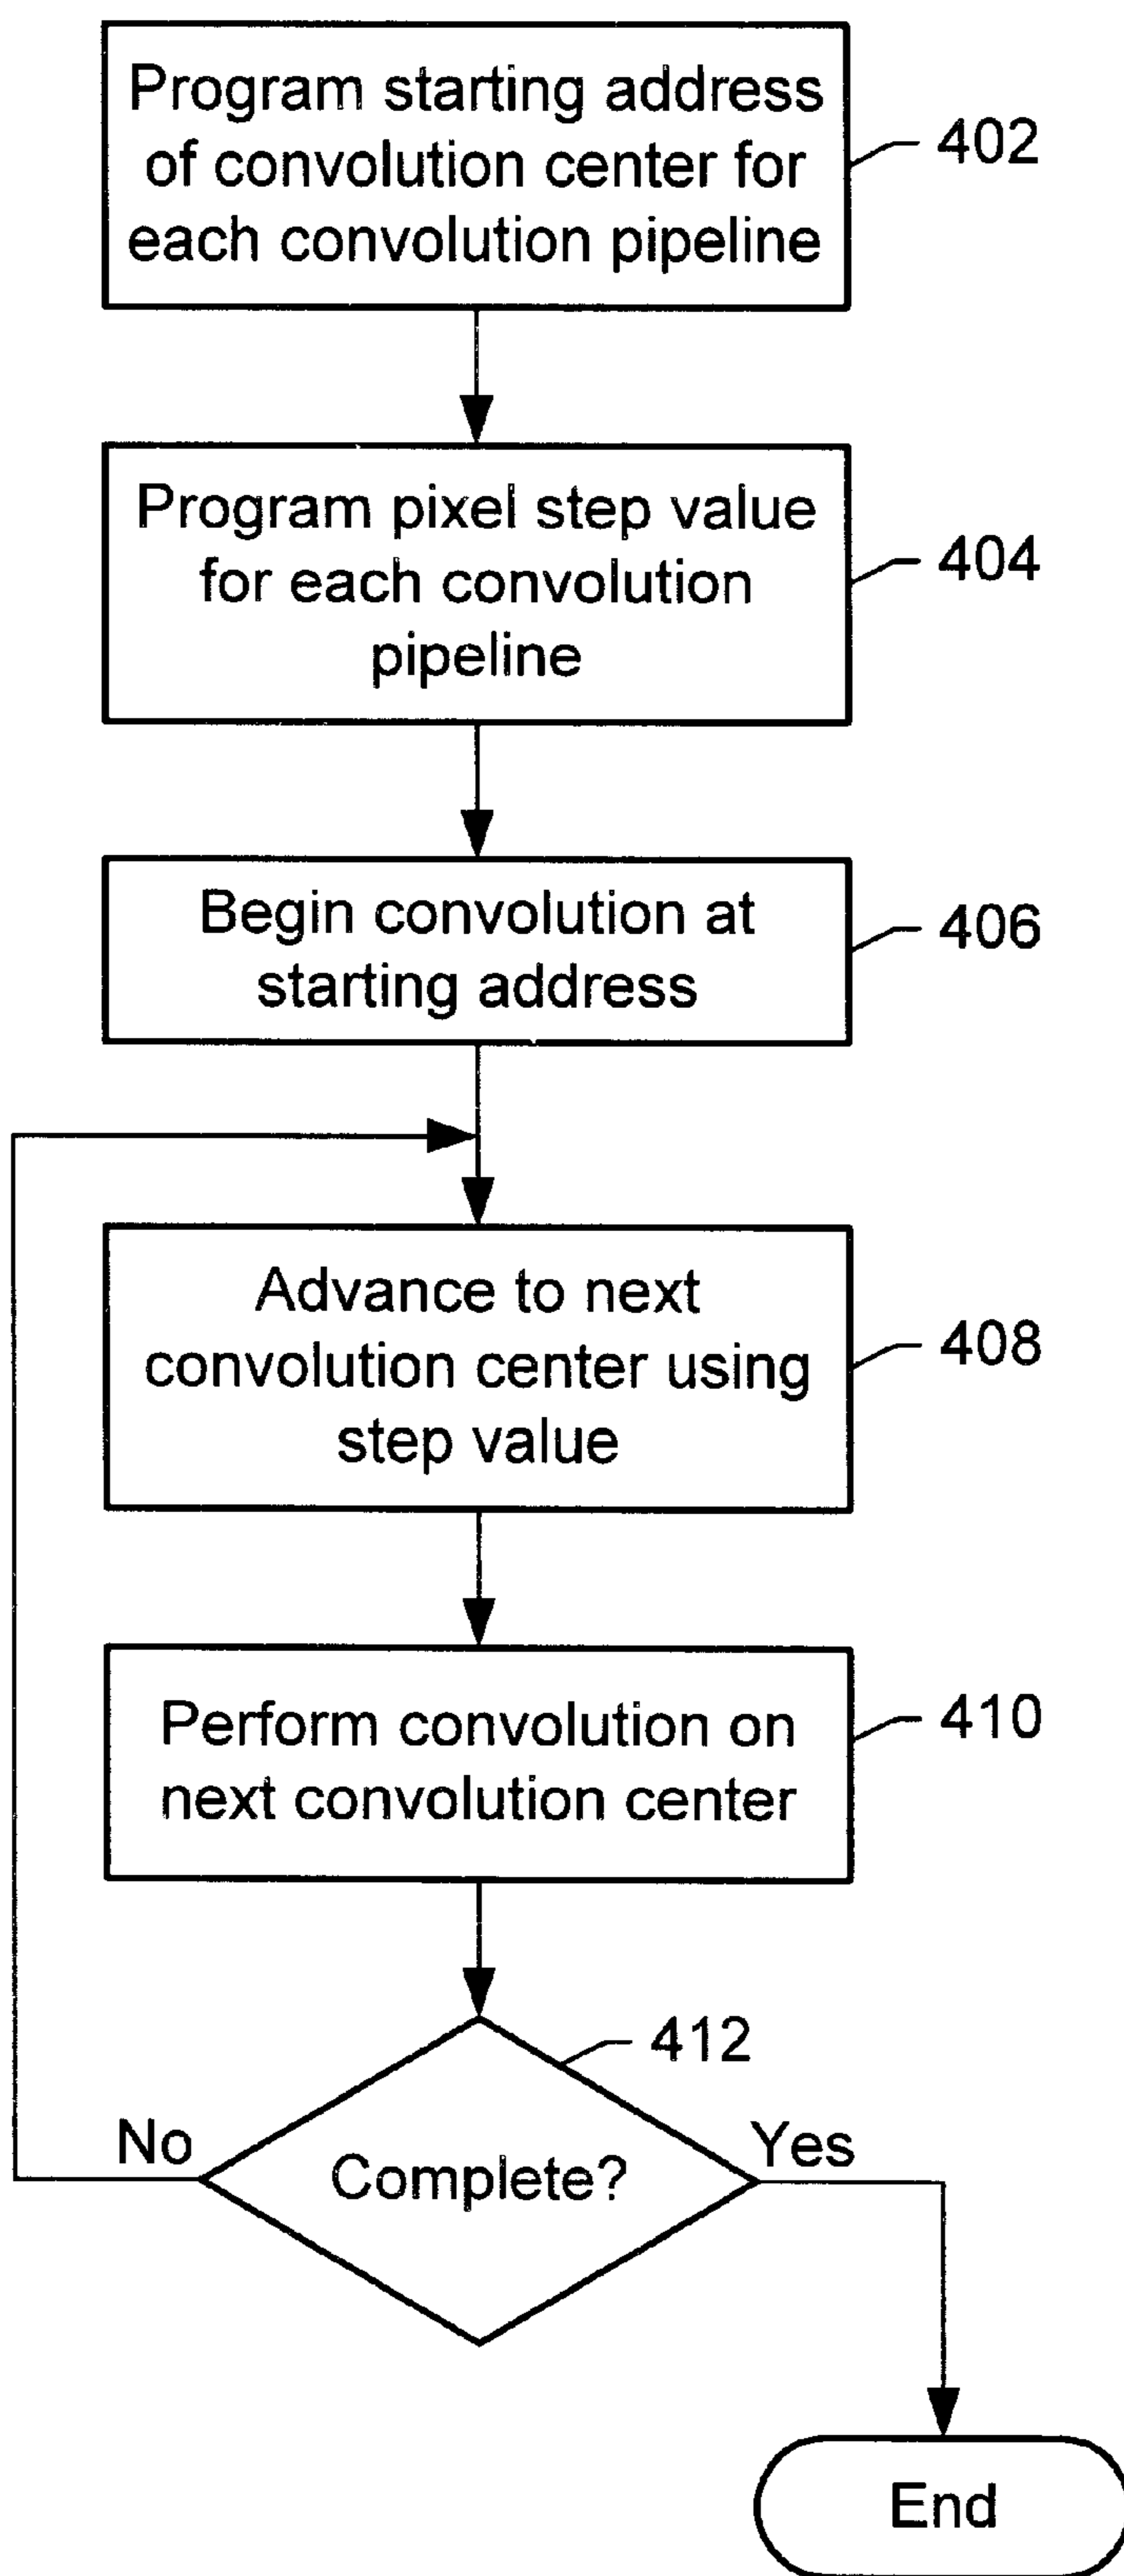 Program starting address
of convolution center for
each convolution pipeline
402
Program pixel step value
for each convolution
pipeline
404
Begin convolution at
starting address
406
Advance to next
convolution center using
step value
408
Perform convolution on
next convolution center
410
412
No
Complete?
Yes
End